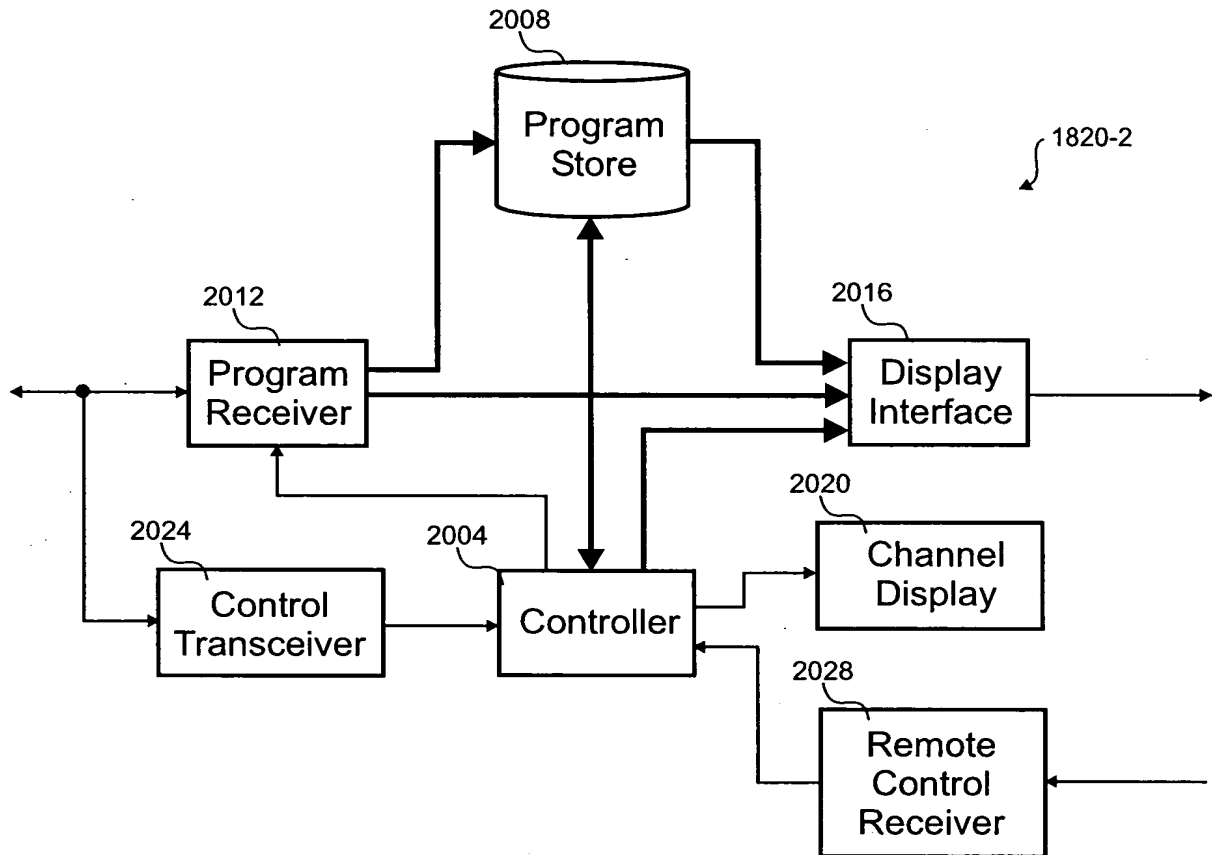 2008
Program
Store
1820-2
2012
Program
Receiver
2016
Display
Interface
2020
Channel
Display
2024
Control
Transceiver
2004
Controller
2028
Remote
Control
Receiver